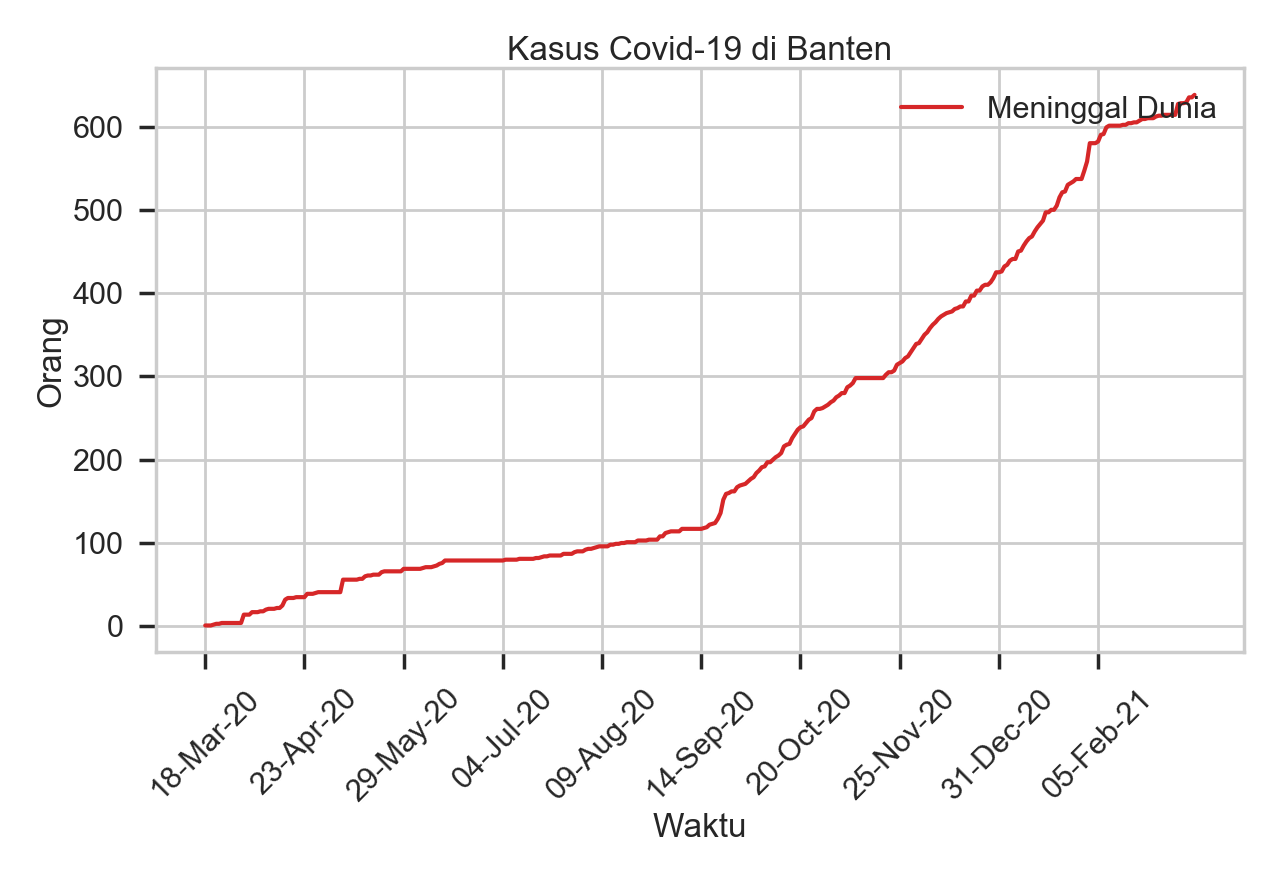 Kasus Covid-19 di Banten
Meninggal Dunia
Orang
600
500
400
300
200
100
0
18-Mar-20
23-Apr-20
29-May-20
04-Jul-20
09-Aug-20
14-Sep-20
20-Oct-20
25-Nov-20
31-Dec-20
05-Feb-21
Waktu